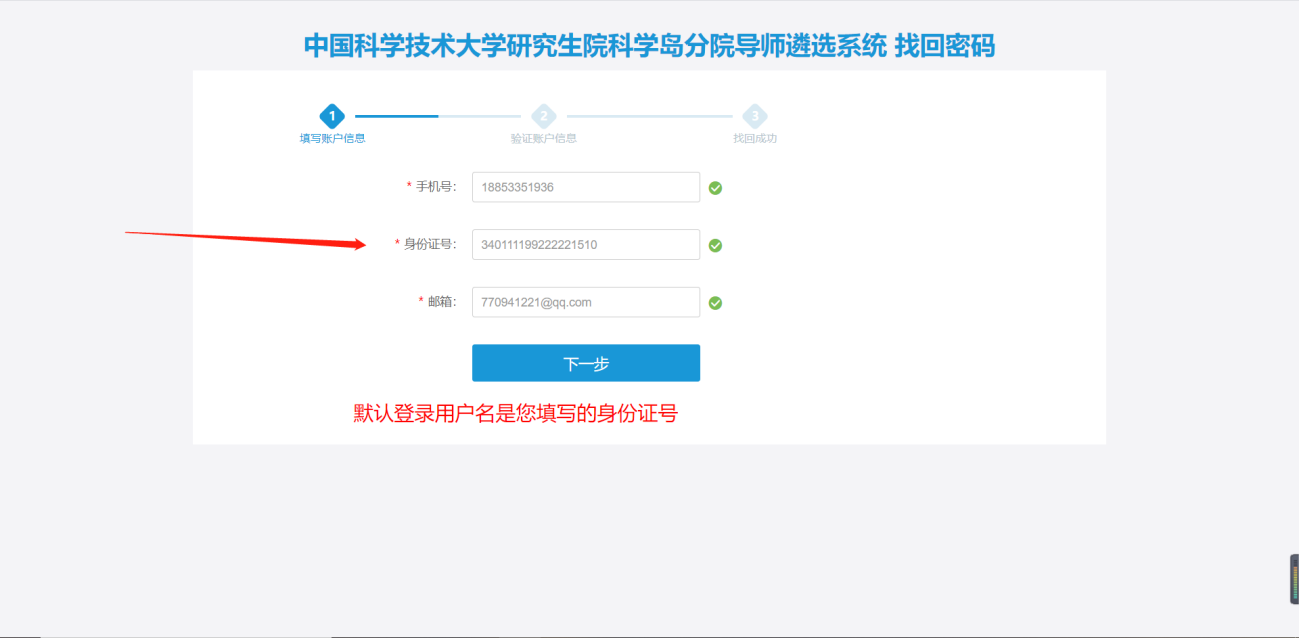 中国科学技术大学研究生院科学岛分院导师遴选系统 找回密码
1 2 3
填写账户信息 验证账户信息 找回成功
* 手机号: 18853351936
* 身份证号: 340111199222221510
* 邮箱: 770941221@qq.com
下一步
默认登录用户名是您填写的身份证号